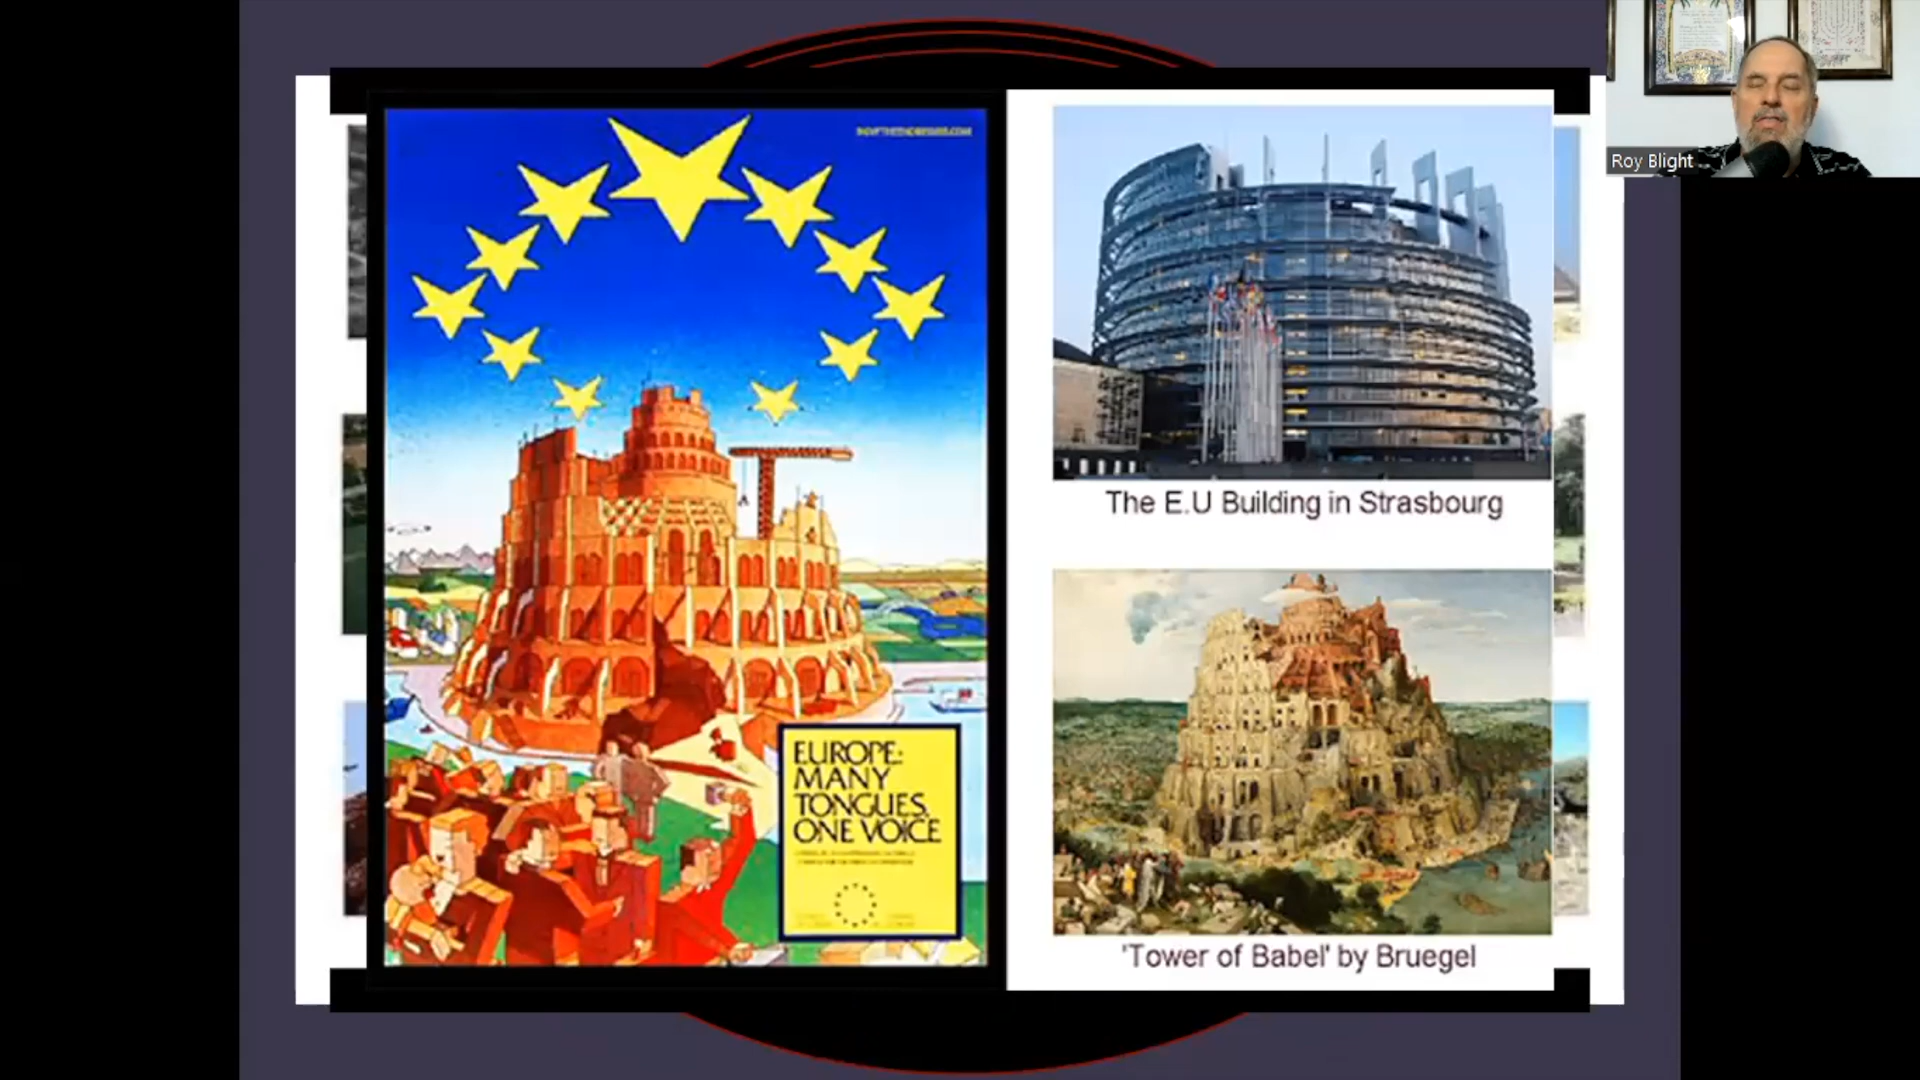 Roy Blight
EUROPE:
MANY
TONGUES,
ONE VOICE
The E.U Building in Strasbourg
'Tower of Babel' by Bruegel